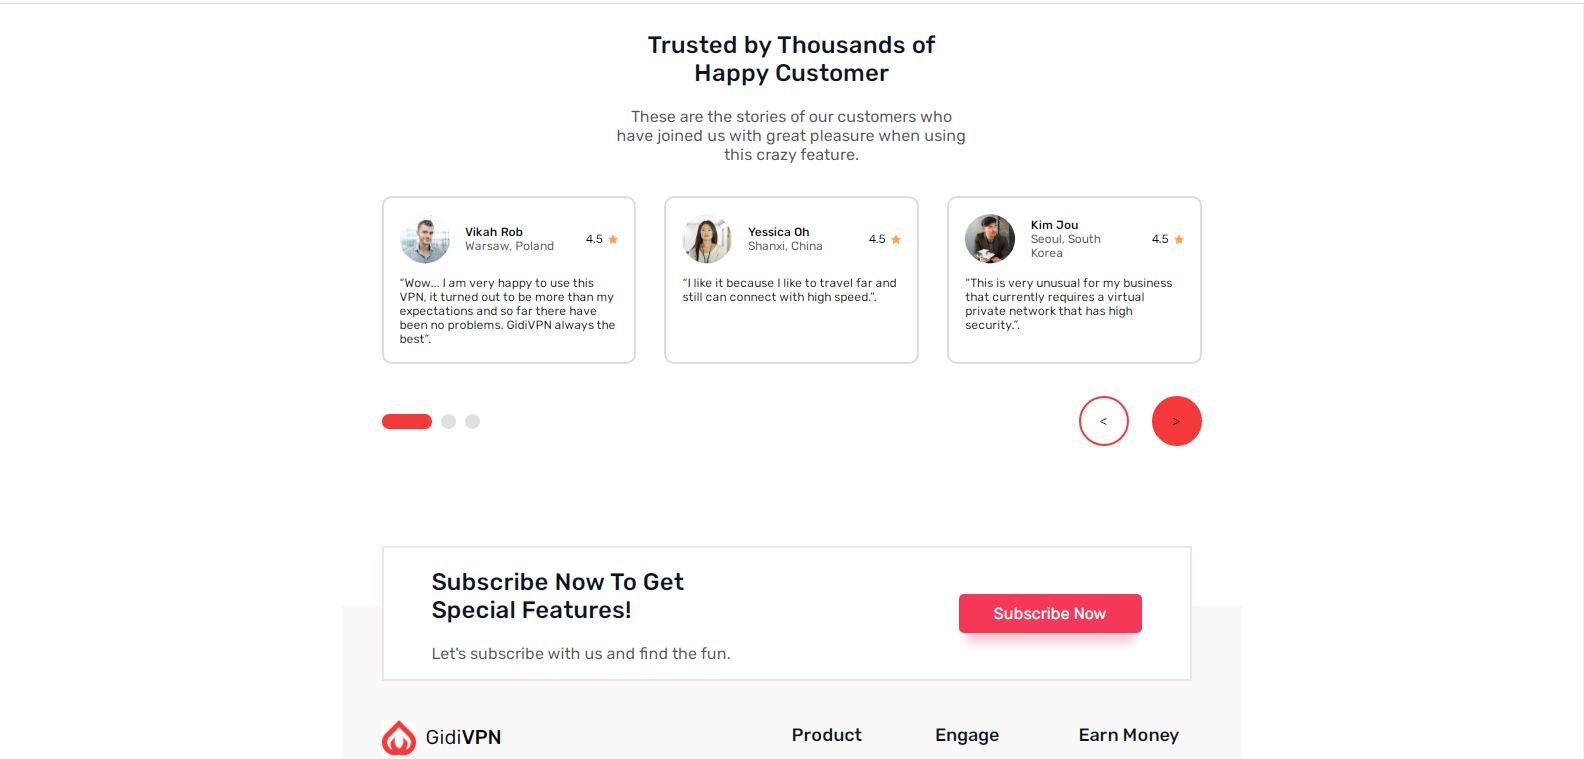 Trusted by Thousands of
Happy Customer
These are the stories of our customers who
have joined us with great pleasure when using
this crazy feature.
Vikah Rob
Warsaw, Poland
4.5
“Wow... I am very happy to use this
VPN, it turned out to be more than my
expectations and so far there have
been no problems. GidiVPN always the
best”.
Yessica Oh
Shanxi, China
4.5
“I like it because I like to travel far and
still can connect with high speed.”.
Kim Jou
Seoul, South
Korea
4.5
“This is very unusual for my business
that currently requires a virtual
private network that has high
security.”.
< >
Subscribe Now To Get
Special Features!
Let's subscribe with us and find the fun.
Subscribe Now
GidiVPN
Product Engage Earn Money